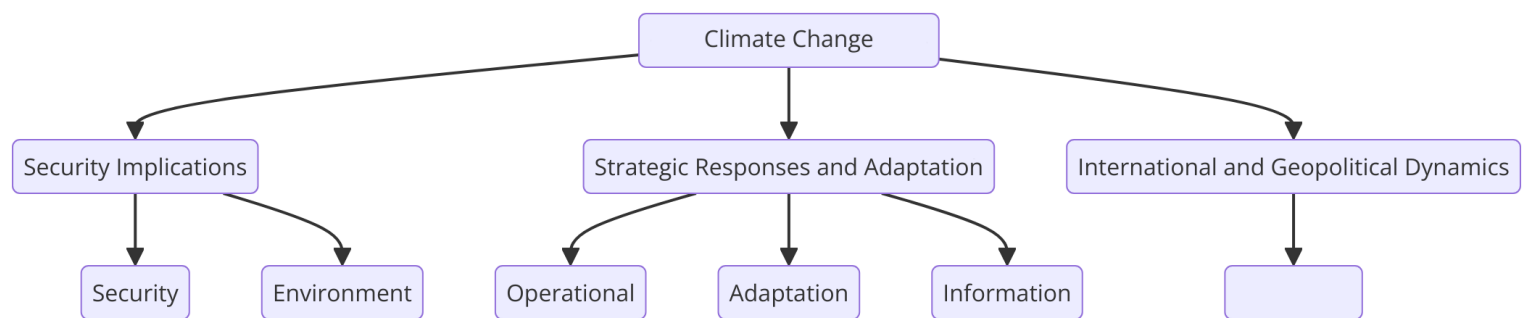 Climate Change
Security Implications
Strategic Responses and Adaptation
International and Geopolitical Dynamics
Security
Environment
Operational
Adaptation
Information